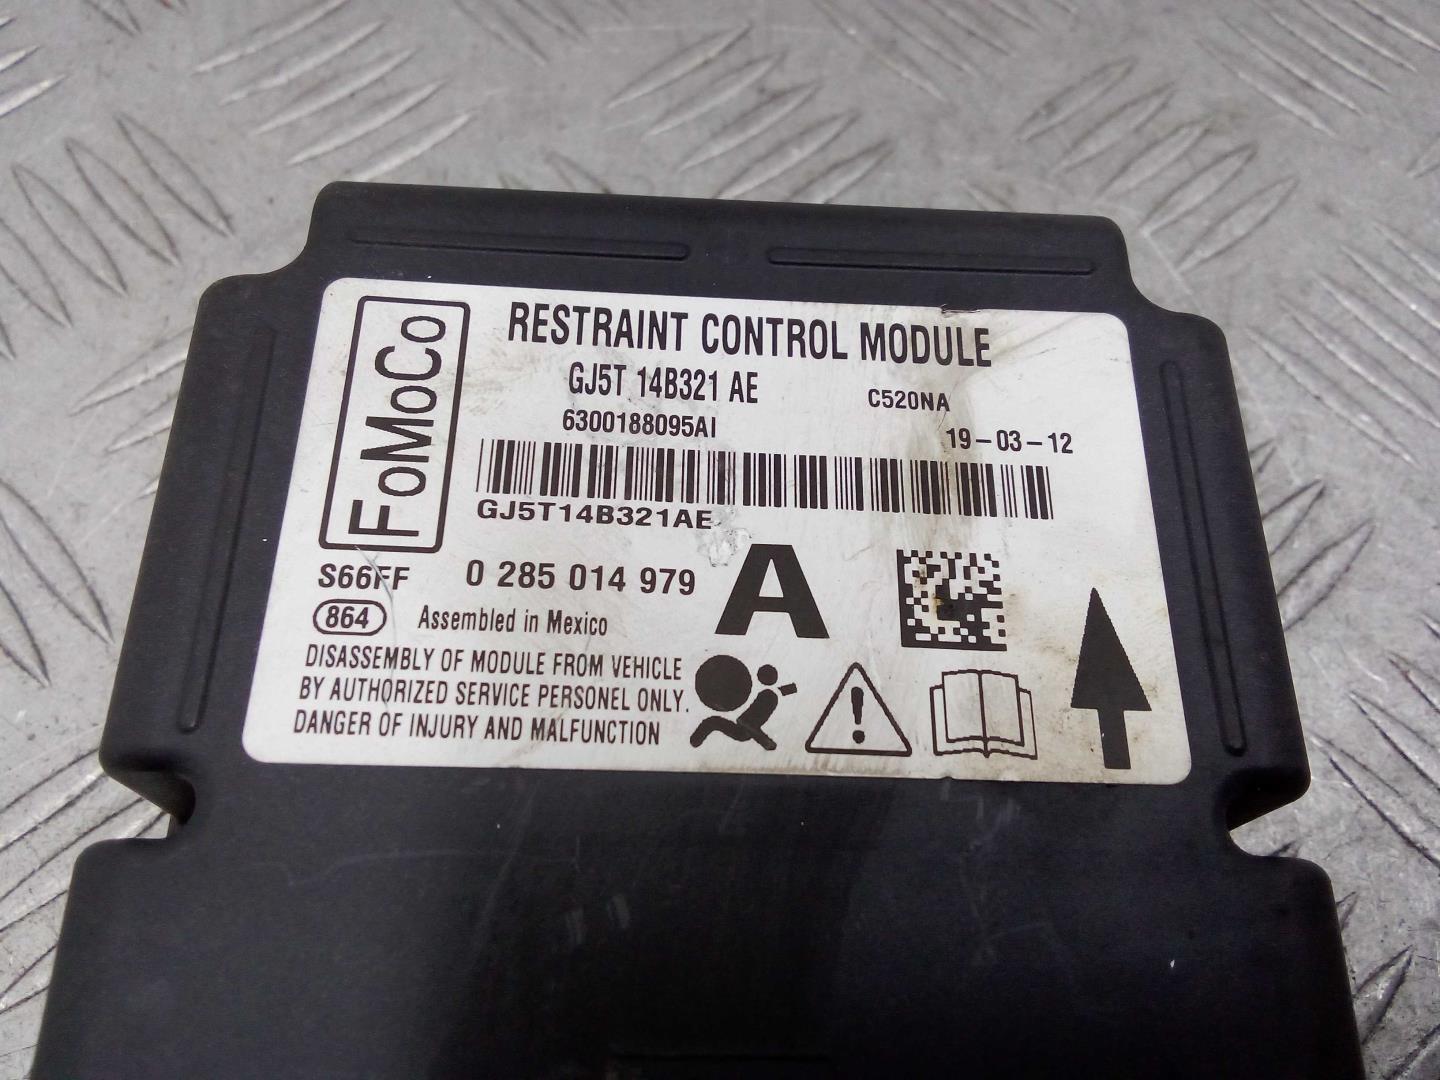 FoMoCo
RESTRAINT CONTROL MODULE
GJ5T 14B321 AE C520NA
6300188095AI 19-03-12
GJ5T14B321AE
S66FF 0 285 014 979 A
864 Assembled in Mexico
DISASSEMBLY OF MODULE FROM VEHICLE
BY AUTHORIZED SERVICE PERSONEL ONLY.
DANGER OF INJURY AND MALFUNCTION